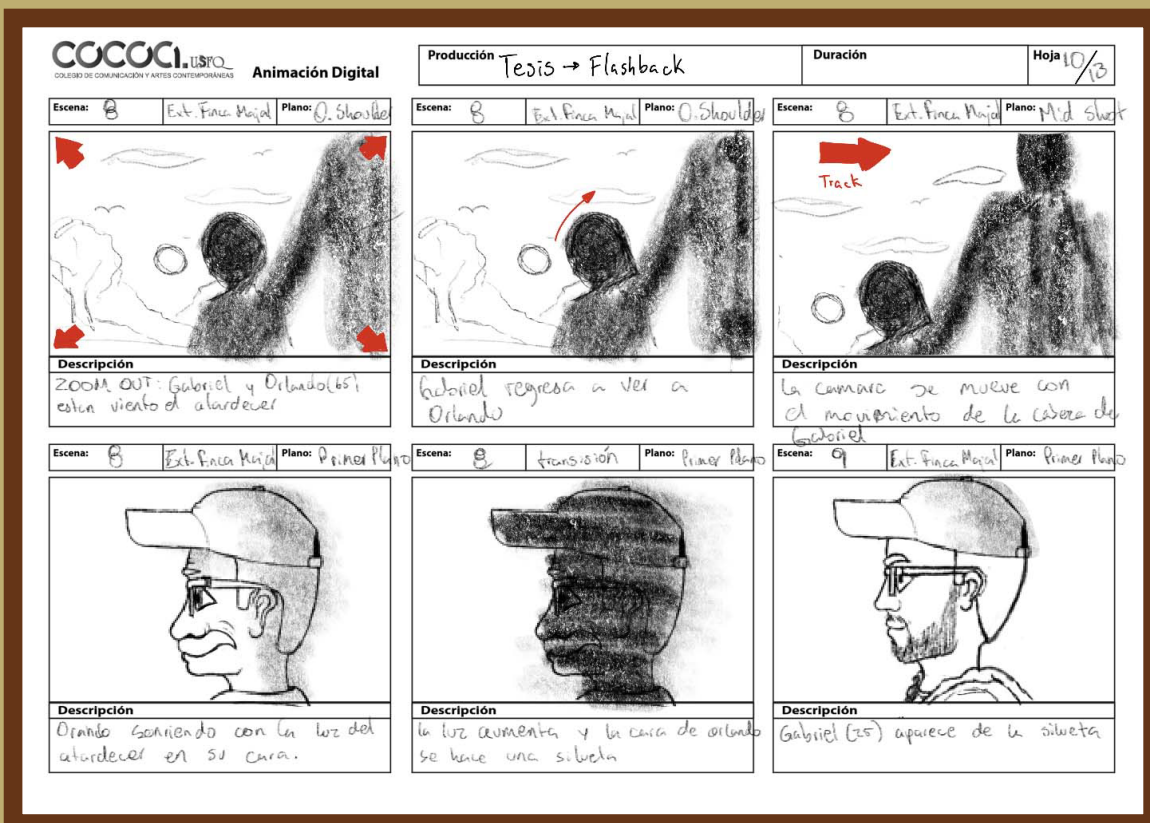 COCOCI.USFQ
COLEGIO DE COMUNICACIÓN Y ARTES CONTEMPORÁNEAS
Animación Digital
Producción Tesis → Flashback
Duración
Hoja 10/13
Escena: 8 Ext. Finca Majal Plano: O. Shoulder
Descripción
ZOOM OUT: Gabriel y Orlando (65)
estan viento el atardecer
Escena: 8 Ext. Finca Majal Plano: O. Shoulder
Descripción
Gabriel regresa a ver a
Orlando
Escena: 8 Ext. Finca Majal Plano: Mid Shot
Track
Descripción
La camara se mueve con
el movimiento de la cabeza de
Gabriel
Escena: 8 Ext. Finca Majal Plano: Primer Plano
Descripción
Orlando sonriendo con la luz del
atardecer en su cara.
Escena: 8 transisión Plano: Primer Plano
Descripción
la luz aumenta y la cara de orlando
se hace una silueta
Escena: 9 Ext. Finca Majal Plano: Primer Plano
Descripción
Gabriel (25) aparece de la silueta